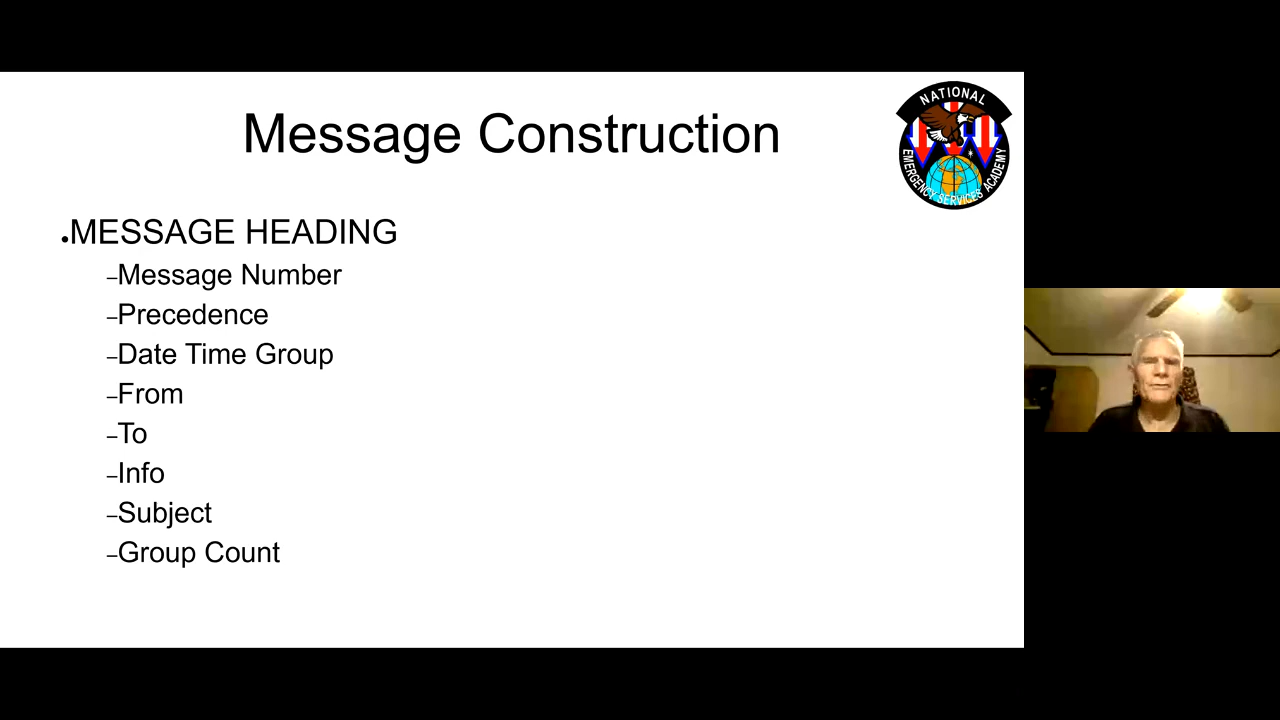 Message Construction
NATIONAL
EMERGENCY SERVICES ACADEMY
•MESSAGE HEADING
–Message Number
–Precedence
–Date Time Group
–From
–To
–Info
–Subject
–Group Count